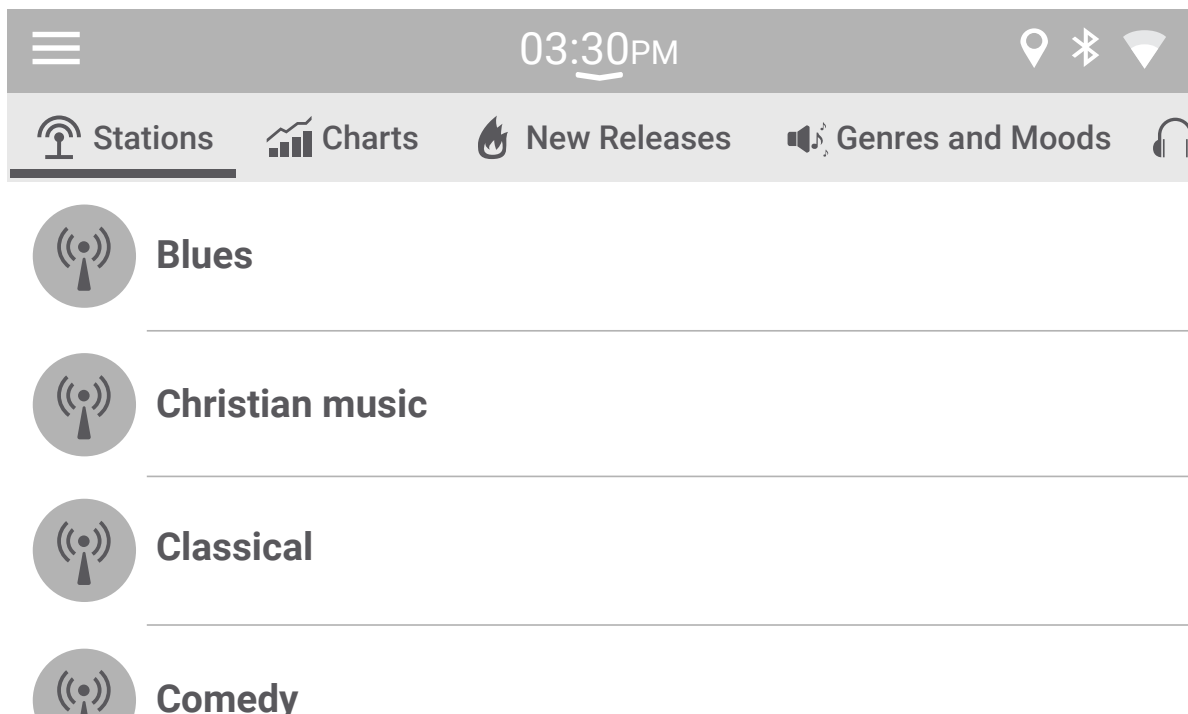 03:30PM
Stations Charts New Releases Genres and Moods
Blues
Christian music
Classical
Comedy